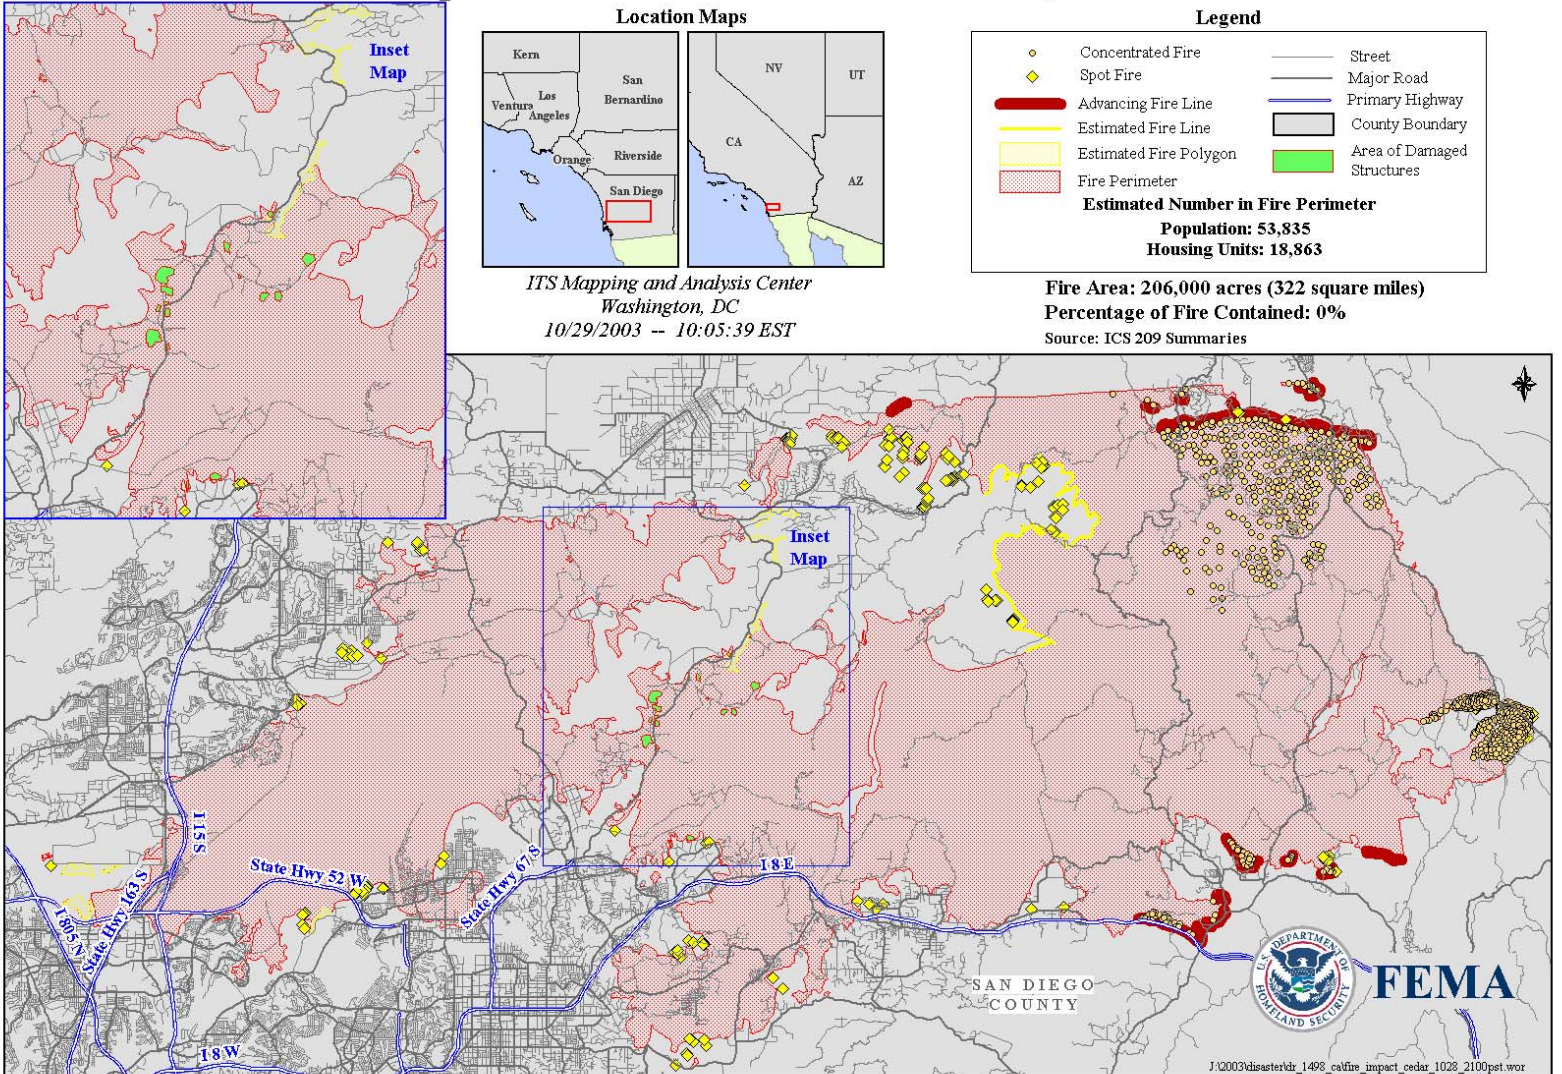 Inset
Map
Location Maps
Kern
San
Bernardino
Ventura
Los
Angeles
Orange
Riverside
San Diego
NV
UT
CA
AZ
ITS Mapping and Analysis Center
Washington, DC
10/29/2003 -- 10:05:39 EST
Legend
Concentrated Fire
Spot Fire
Advancing Fire Line
Estimated Fire Line
Estimated Fire Polygon
Fire Perimeter
Street
Major Road
Primary Highway
County Boundary
Area of Damaged
Structures
Estimated Number in Fire Perimeter
Population: 53,835
Housing Units: 18,863
Fire Area: 206,000 acres (322 square miles)
Percentage of Fire Contained: 0%
Source: ICS 209 Summaries
Inset
Map
I 15 S
State Hwy 52 W
State Hwy 67 S
I 8 E
I 805 N
State Hwy 163 S
I 8 W
SAN DIEGO
COUNTY
U.S. DEPARTMENT OF
HOMELAND SECURITY
FEMA
J:\2003\disaster\dr_1498_ca\fire_impact_cedar_1028_2100pst.wor